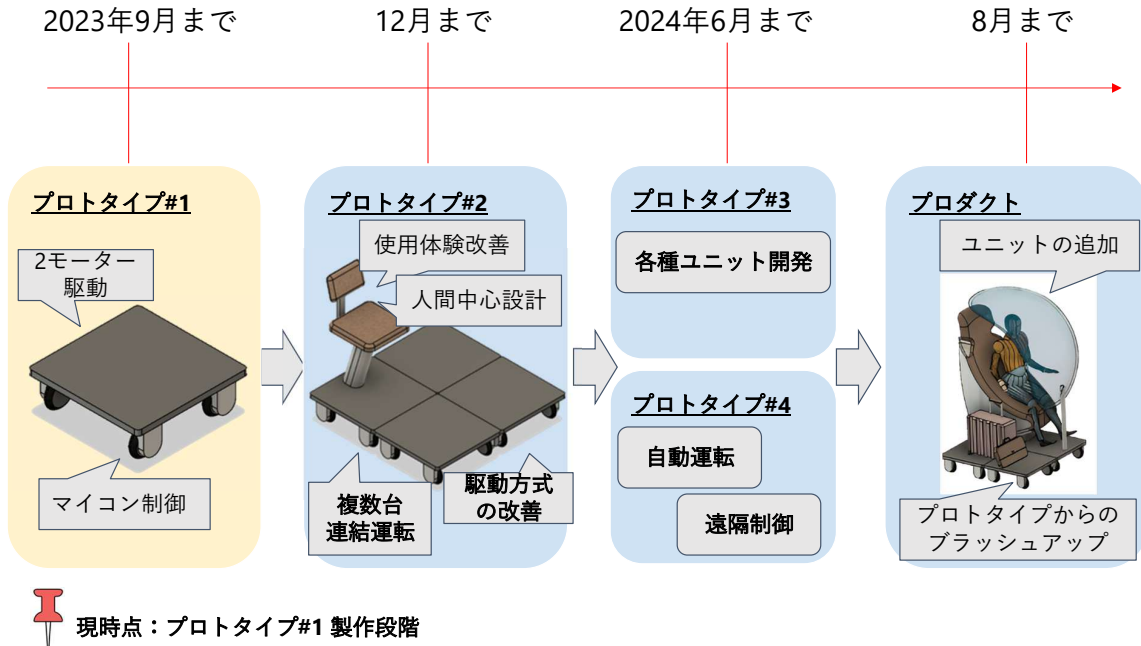 2023年9月まで
12月まで
2024年6月まで
8月まで
プロトタイプ#1
2モーター
駆動
マイコン制御
プロトタイプ#2
使用体験改善
人間中心設計
複数台
連結運転
駆動方式
の改善
プロトタイプ#3
各種ユニット開発
プロトタイプ#4
自動運転
遠隔制御
プロダクト
ユニットの追加
プロトタイプからの
ブラッシュアップ
現時点：プロトタイプ#1 製作段階